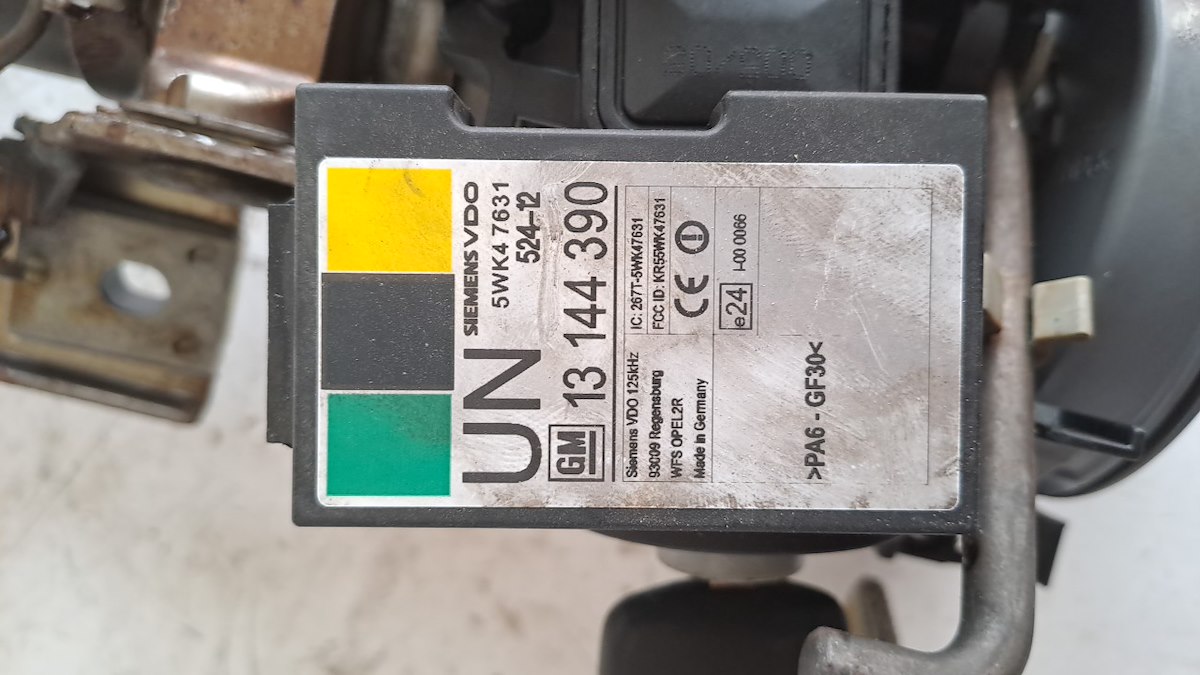 SIEMENS VDO
5WK4 7631
524-12
UN
GM 13 144 390
Siemens VDO 125kHz
IC: 267T-5WK47631
93009 Regensburg
FCC ID: KR55WK47631
WFS OPEL2R
Made in Germany
CE
e24 I-00 0066
>PA6 - GF30<